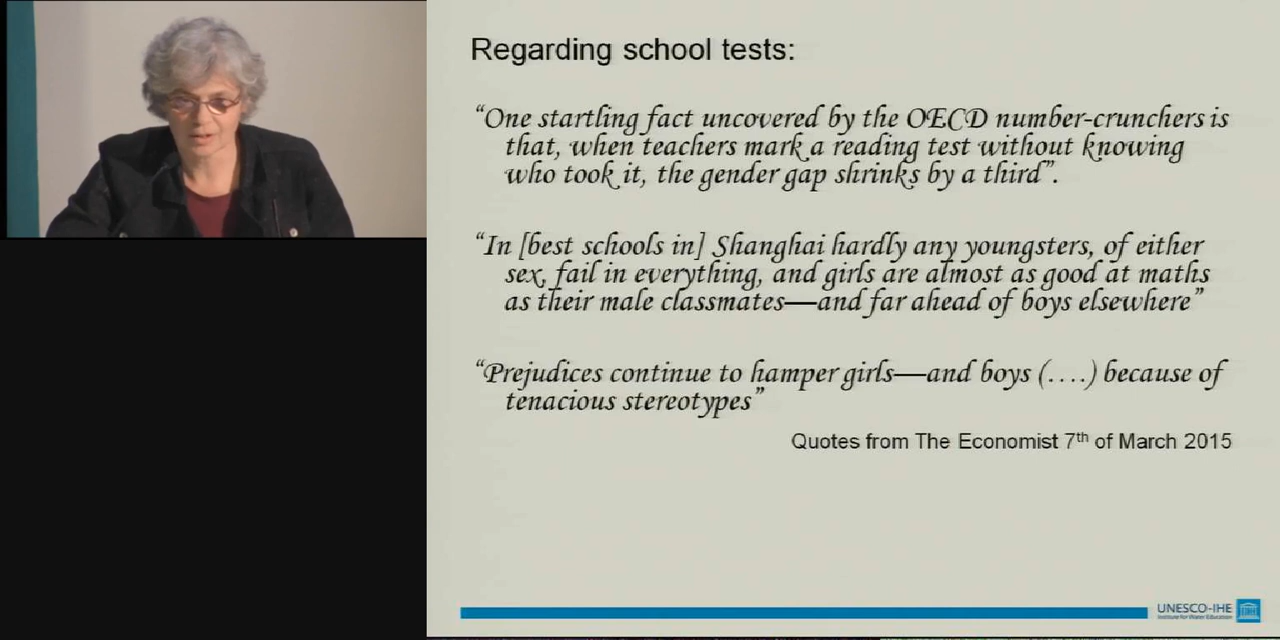 Regarding school tests:
“One startling fact uncovered by the OECD number-crunchers is
that, when teachers mark a reading test without knowing
who took it, the gender gap shrinks by a third”.
“In [best schools in] Shanghai hardly any youngsters, of either
sex, fail in everything, and girls are almost as good at maths
as their male classmates—and far ahead of boys elsewhere”
“Prejudices continue to hamper girls—and boys (....) because of
tenacious stereotypes”
Quotes from The Economist 7th of March 2015
UNESCO-IHE
Institute for Water Education